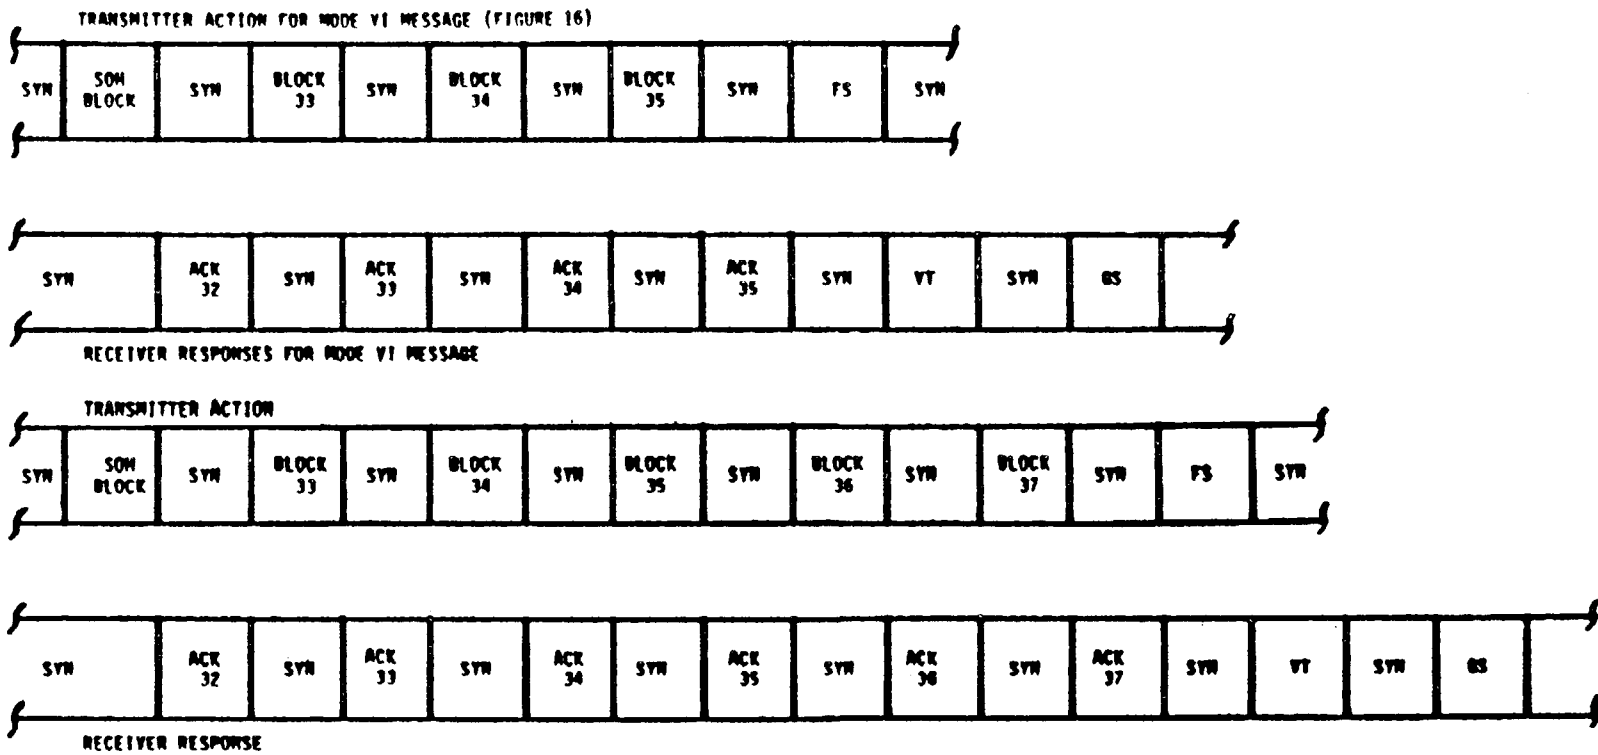 TRANSMITTER ACTION FOR MODE VI MESSAGE (FIGURE 16)
SYN SOM BLOCK SYN BLOCK 33 SYN BLOCK 34 SYN BLOCK 35 SYN FS SYN
SYN ACK 32 SYN ACK 33 SYN ACK 34 SYN ACK 35 SYN VT SYN GS
RECEIVER RESPONSES FOR MODE VI MESSAGE
TRANSMITTER ACTION
SYN SOM BLOCK SYN BLOCK 33 SYN BLOCK 34 SYN BLOCK 35 SYN BLOCK 36 SYN BLOCK 37 SYN FS SYN
SYN ACK 32 SYN ACK 33 SYN ACK 34 SYN ACK 35 SYN ACK 36 SYN ACK 37 SYN VT SYN GS
RECEIVER RESPONSE